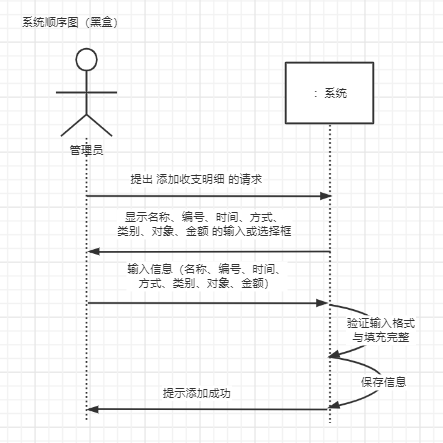 系统顺序图（黑盒）
：系统
管理员
提出 添加收支明细 的请求
显示名称、编号、时间、方式、
类别、对象、金额 的输入或选择框
输入信息（名称、编号、时间、
方式、类别、对象、金额）
验证输入格式
与填充完整
保存信息
提示添加成功